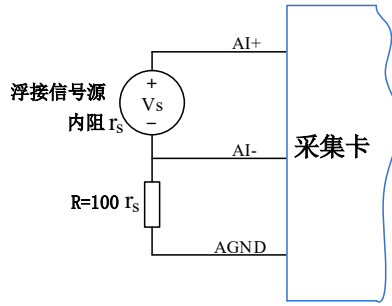 AI+
浮接信号源
内阻 rs
+
Vs
−
采集卡
AI-
R=100 rs
AGND